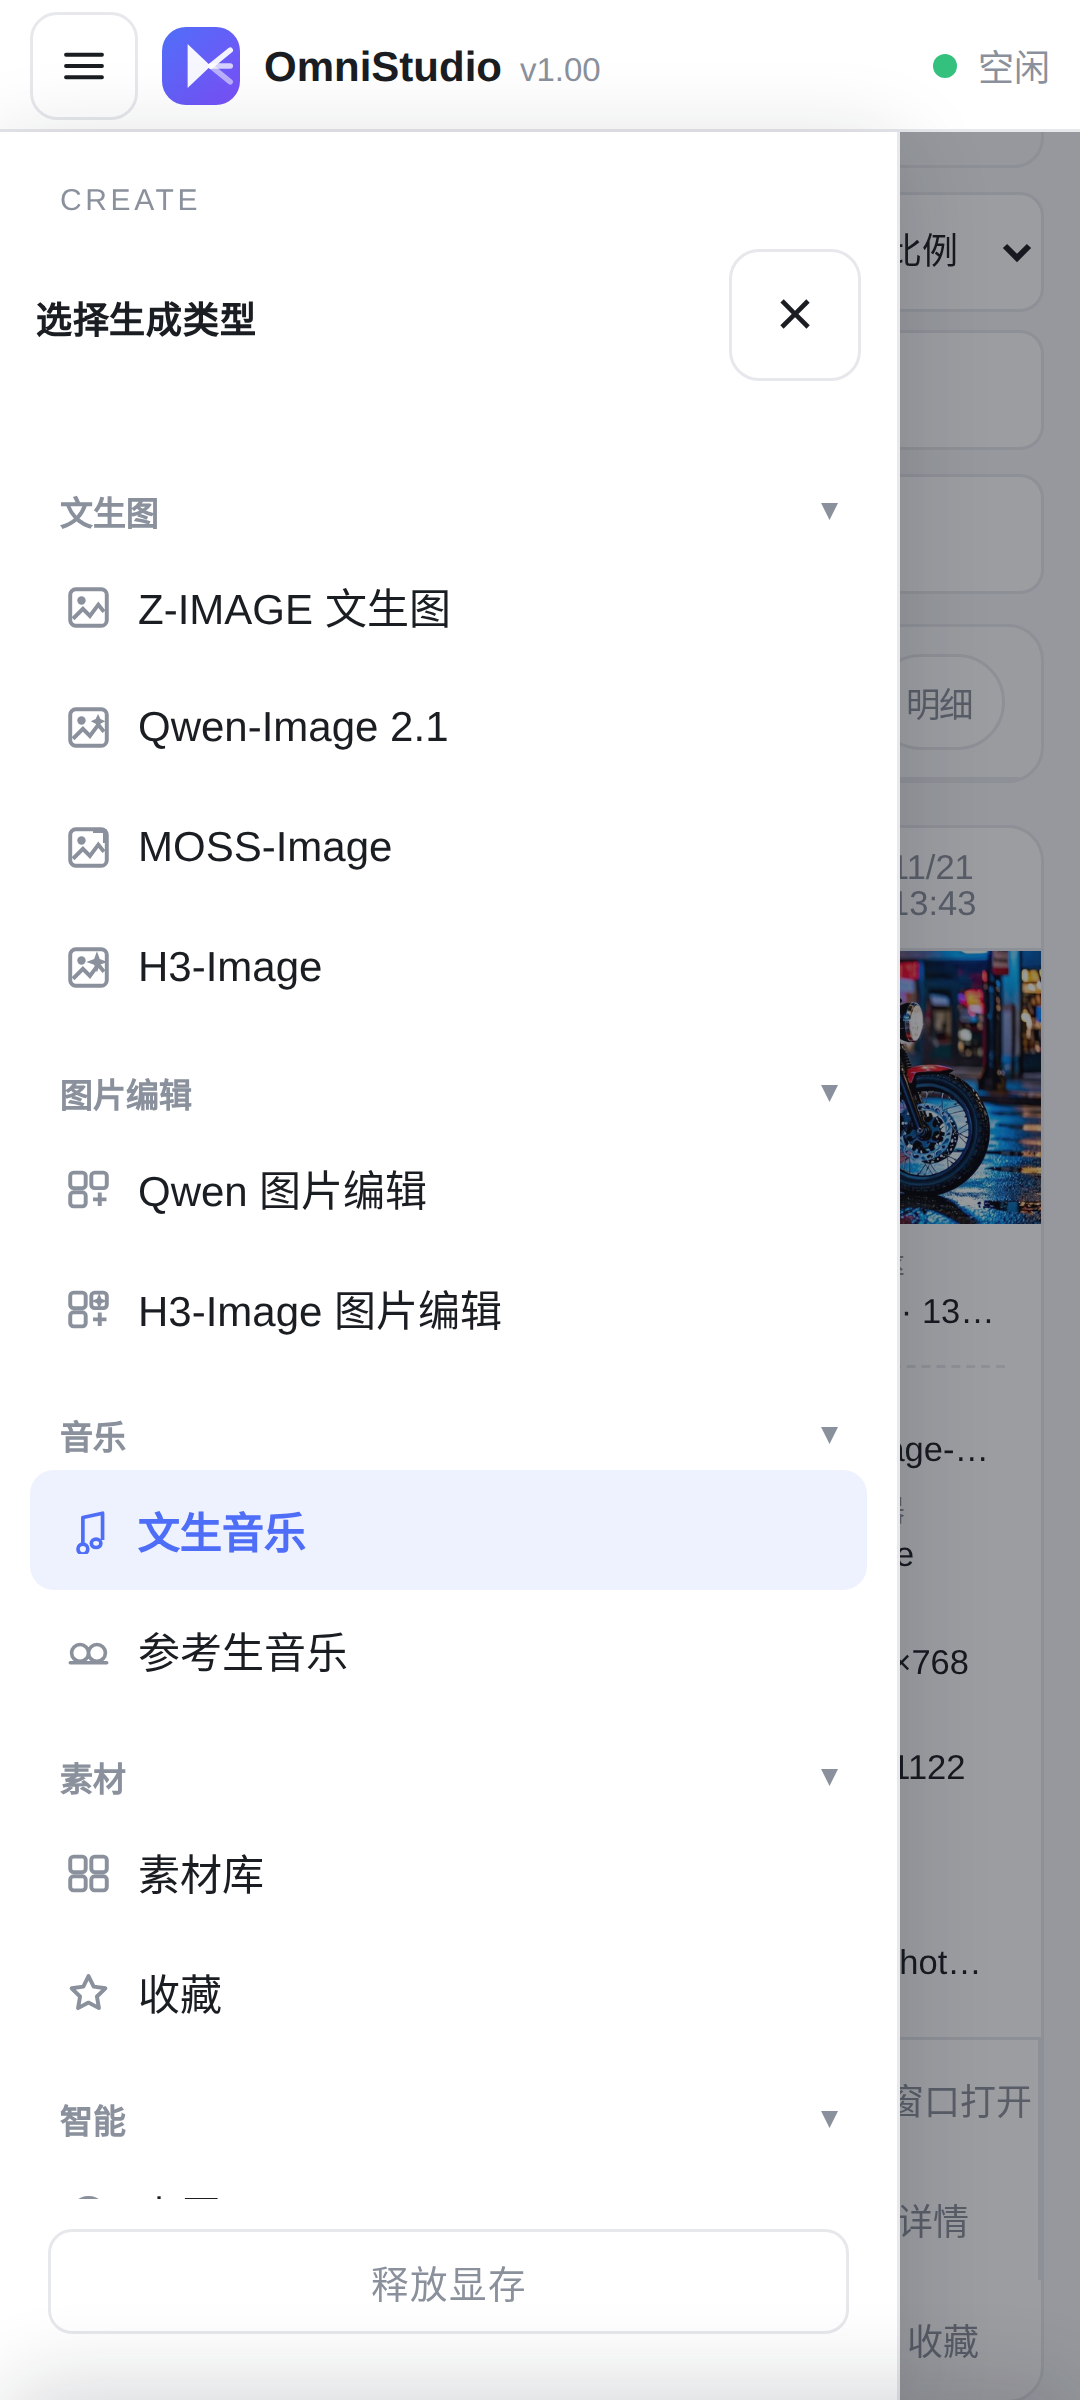 OmniStudio v1.00
空闲
CREATE
选择生成类型
文生图
Z-IMAGE 文生图
Qwen-Image 2.1
MOSS-Image
H3-Image
图片编辑
Qwen 图片编辑
H3-Image 图片编辑
音乐
文生音乐
参考生音乐
素材
素材库
收藏
智能
释放显存
比例
明细
11/21
13:43
· 13…
age-…
e
×768
1122
hot…
窗口打开
详情
收藏